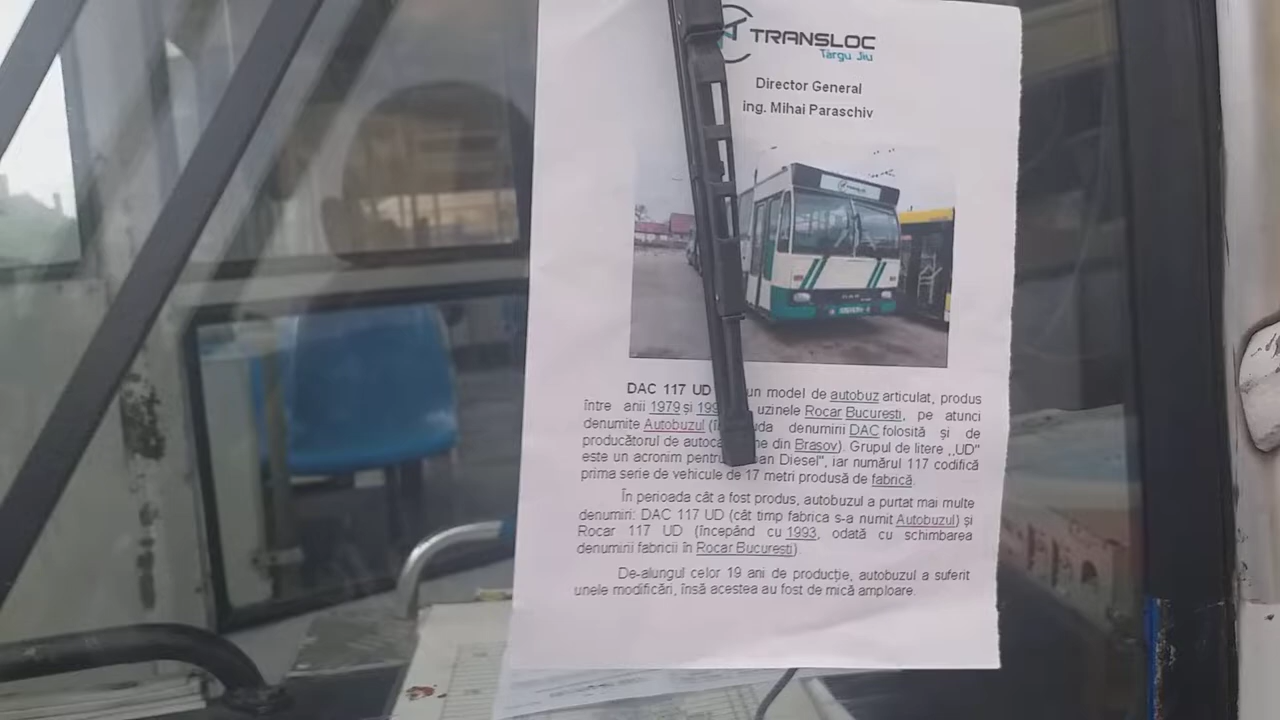 TRANSLOC
Târgu Jiu
Director General
ing. Mihai Paraschiv
DAC 117 UD un model de autobuz articulat, produs
între anii 1979 și uzinele Rocar București, pe atunci
denumite Autobuzul denumirii DAC folosită și de
producătorul de din Brașov). Grupul de litere ,,UD"
este un acronim pentru Diesel", iar numărul 117 codifică
prima serie de vehicule de 17 metri produsă de fabrică.
În perioada cât a fost produs, autobuzul a purtat mai multe
denumiri: DAC 117 UD (cât timp fabrica s-a numit Autobuzul) și
Rocar 117 UD (începând cu 1993, odată cu schimbarea
denumirii fabricii în Rocar București).
De-alungul celor 19 ani de producție, autobuzul a suferit
unele modificări, însă acestea au fost de mică amploare.